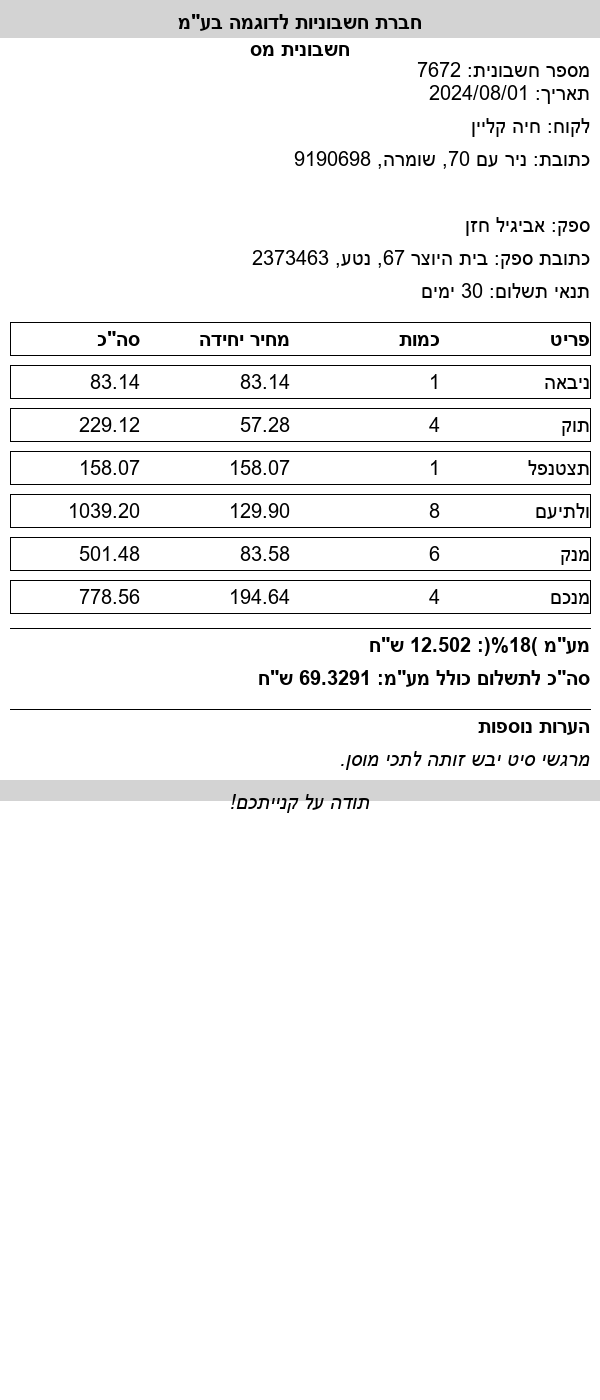 חברת חשבוניות לדוגמה בע"מ
חשבונית מס
מספר חשבונית: 7672
תאריך: 2024/08/01
לקוח: חיה קליין
כתובת: ניר עם 70, שומרה, 9190698
ספק: אביגיל חזן
כתובת ספק: בית היוצר 67, נטע, 2373463
תנאי תשלום: 30 ימים
פריט כמות מחיר יחידה סה"כ
ניבאה 1 83.14 83.14
תוק 4 57.28 229.12
תצטנפל 1 158.07 158.07
ולתיעם 8 129.90 1039.20
מנק 6 83.58 501.48
מנכם 4 194.64 778.56
מע"מ )18%(: 12.502 ש"ח
סה"כ לתשלום כולל מע"מ: 69.3291 ש"ח
הערות נוספות
מרגשי סיט יבש זותה לתכי מוסן.
תודה על קנייתכם!